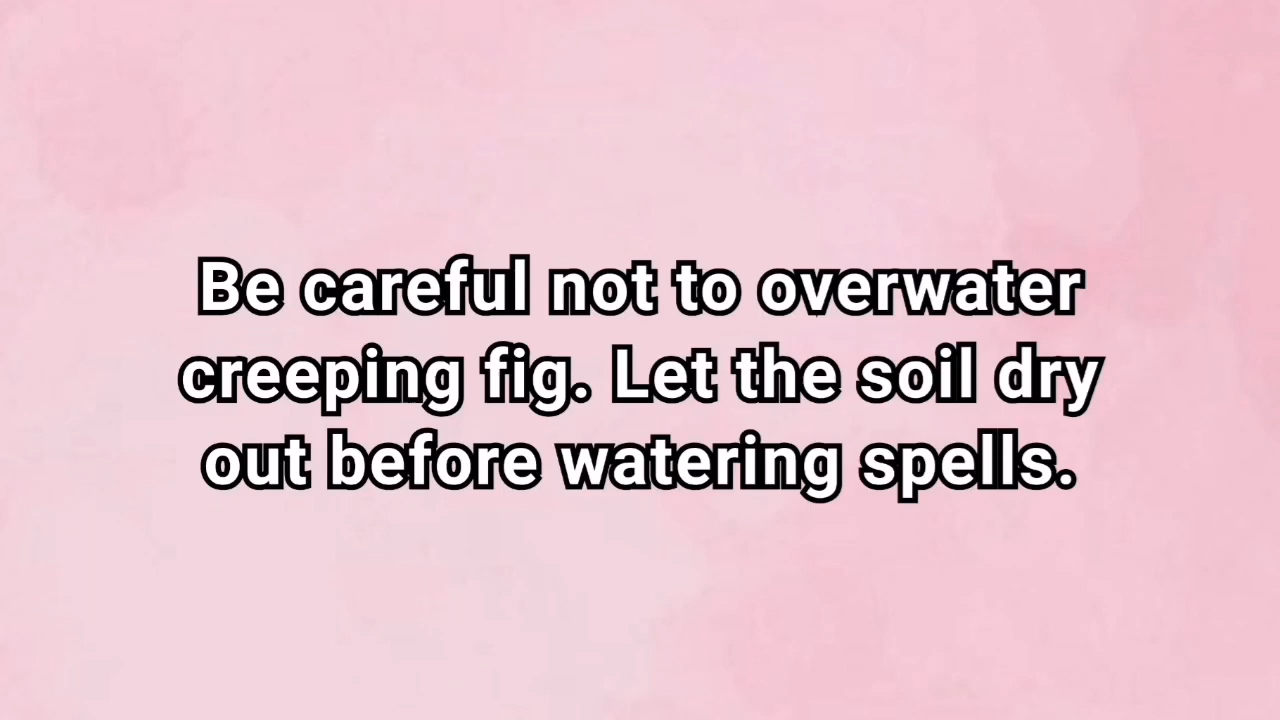 Be careful not to overwater
creeping fig. Let the soil dry
out before watering spells.